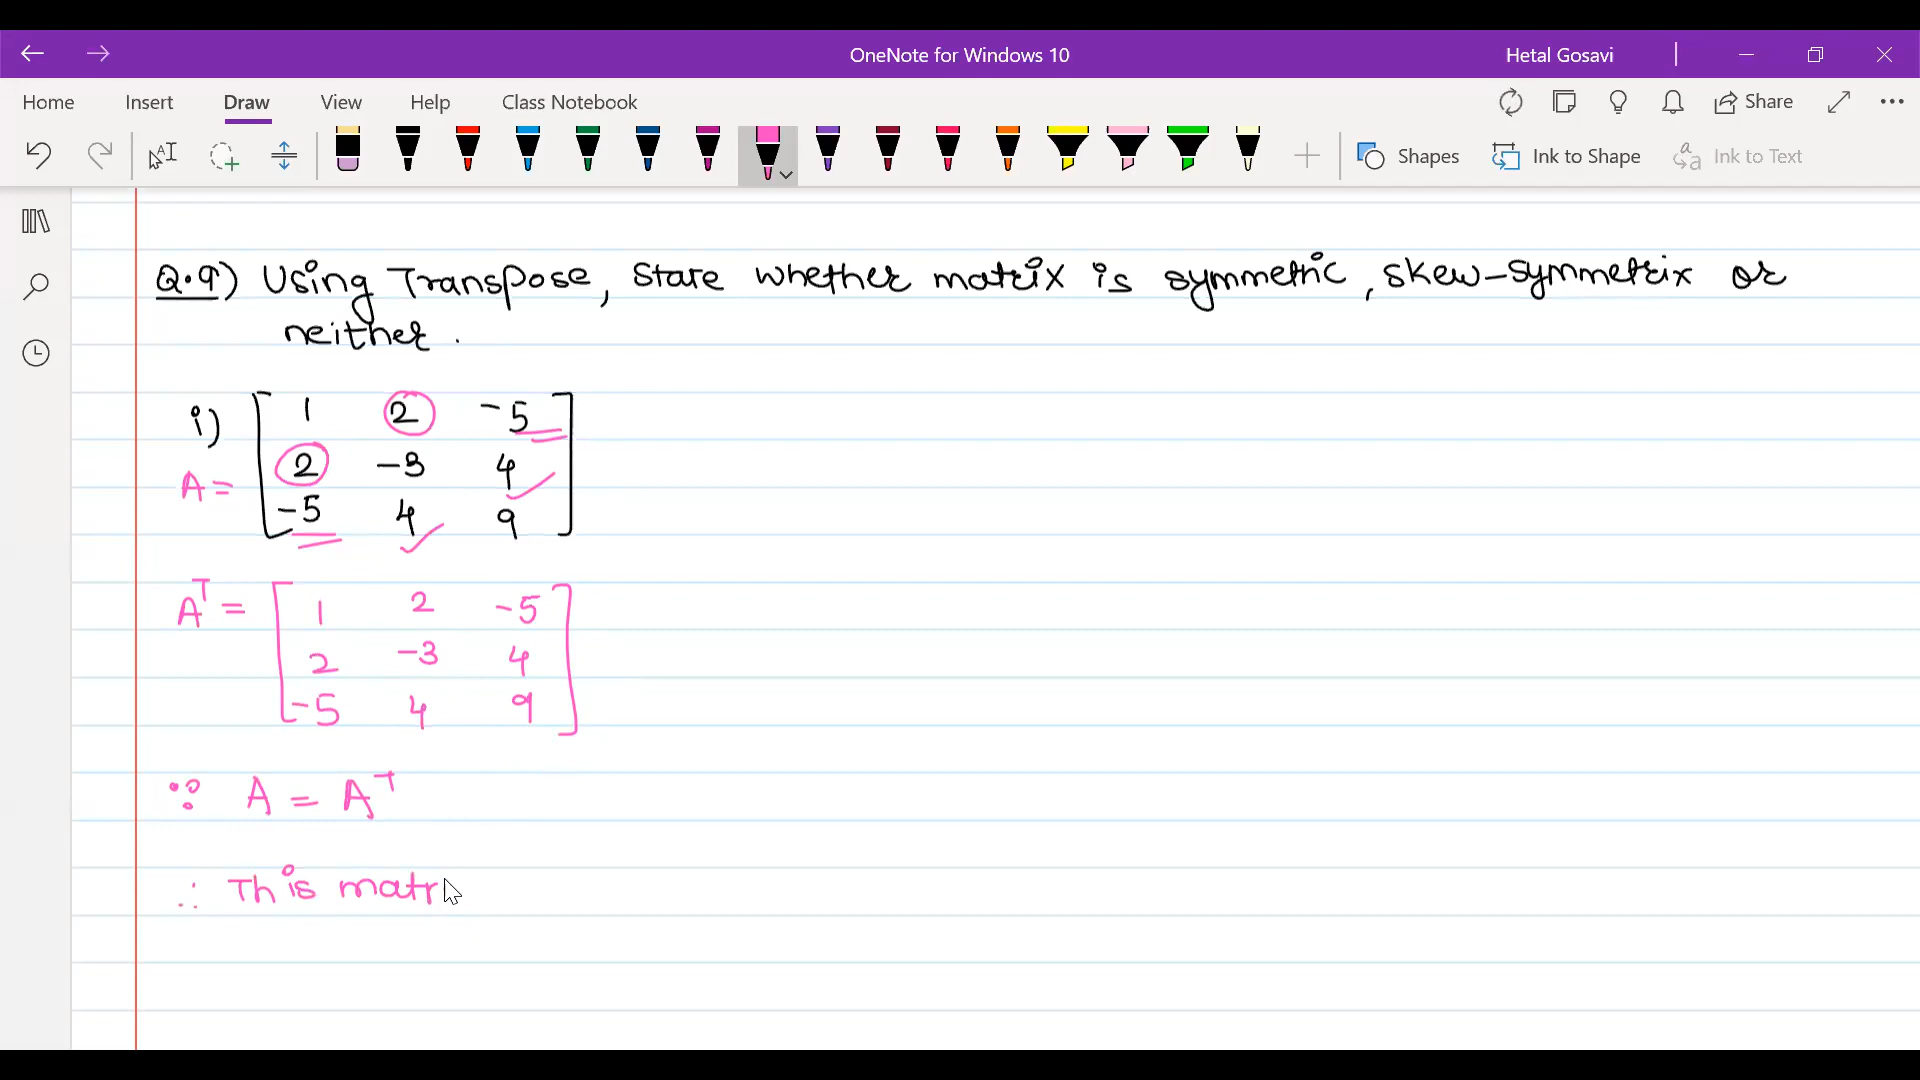 OneNote for Windows 10
Hetal Gosavi
Home Insert Draw View Help Class Notebook
Share
Shapes Ink to Shape Ink to Text
Q.9) Using Transpose, state whether matrix is symmetric, skew-symmetrix or
neither.
i) [ 1 2 -5
A= 2 -3 4
-5 4 9 ]
Aᵀ = [ 1 2 -5
2 -3 4
-5 4 9 ]
∵ A = Aᵀ
∴ This matr